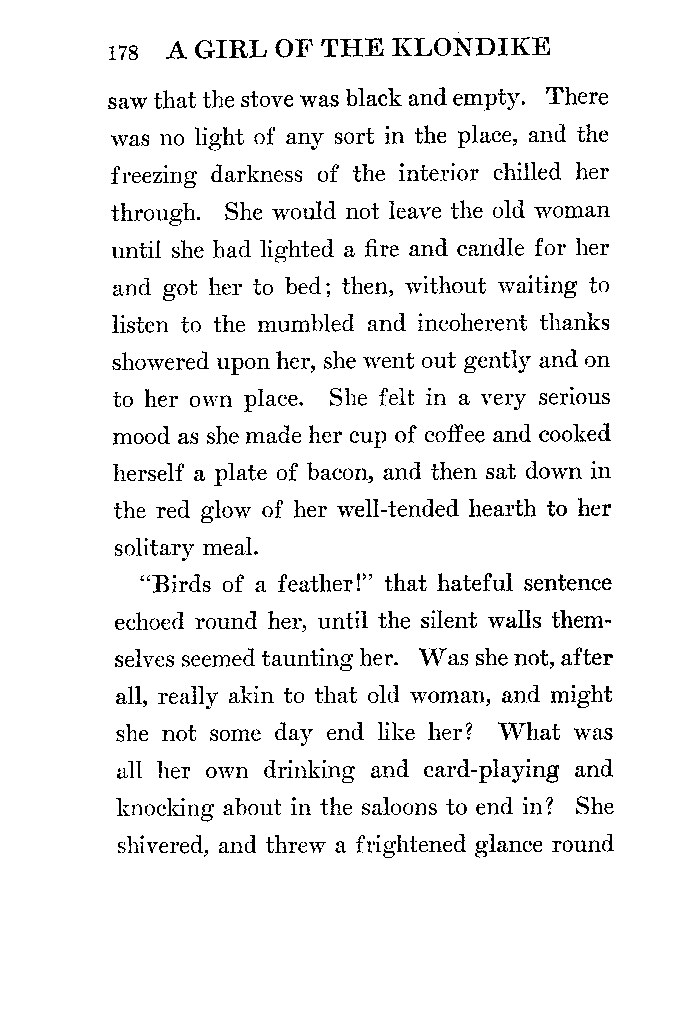 178 A GIRL OF THE KLONDIKE
saw that the stove was black and empty. There
was no light of any sort in the place, and the
freezing darkness of the interior chilled her
through. She would not leave the old woman
until she had lighted a fire and candle for her
and got her to bed; then, without waiting to
listen to the mumbled and incoherent thanks
showered upon her, she went out gently and on
to her own place. She felt in a very serious
mood as she made her cup of coffee and cooked
herself a plate of bacon, and then sat down in
the red glow of her well-tended hearth to her
solitary meal.
"Birds of a feather!" that hateful sentence
echoed round her, until the silent walls them-
selves seemed taunting her. Was she not, after
all, really akin to that old woman, and might
she not some day end like her? What was
all her own drinking and card-playing and
knocking about in the saloons to end in? She
shivered, and threw a frightened glance round